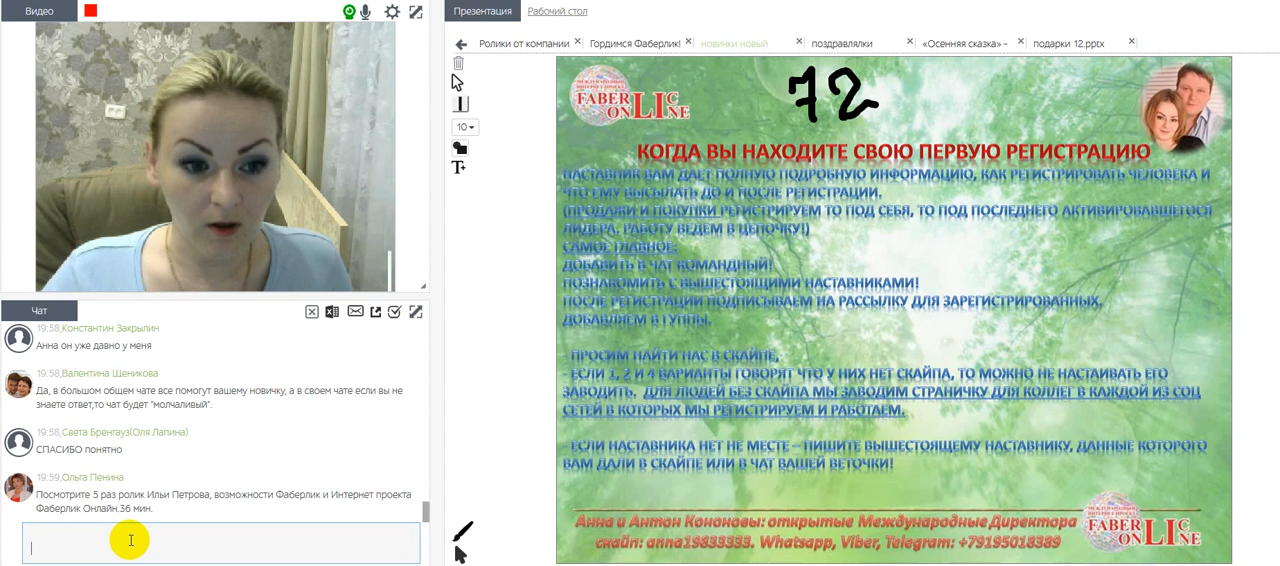 Видео
Презентация
Рабочий стол
Ролики от компании
Гордимся Фаберлик!
новички новый
поздравлялки
«Осенняя сказка» -
подарки 12.pptx
10
T+
МЕЖДУНАРОДНЫЙ
ИНТЕРНЕТ-ПРОЕКТ
FABERLIC
ONLINE
72
КОГДА ВЫ НАХОДИТЕ СВОЮ ПЕРВУЮ РЕГИСТРАЦИЮ
НАСТАВНИК ВАМ ДАЕТ ПОЛНУЮ ПОДРОБНУЮ ИНФОРМАЦИЮ, КАК РЕГИСТРИРОВАТЬ ЧЕЛОВЕКА И
ЧТО ЕМУ ВЫСЫЛАТЬ ДО И ПОСЛЕ РЕГИСТРАЦИИ.
(ПРОДАЖИ И ПОКУПКИ РЕГИСТРИРУЕМ ТО ПОД СЕБЯ, ТО ПОД ПОСЛЕДНЕГО АКТИВИРОВАВШЕГОСЯ
ЛИДЕРА. РАБОТУ ВЕДЕМ В ЦЕПОЧКУ!)
САМОЕ ГЛАВНОЕ:
ДОБАВИТЬ В ЧАТ КОМАНДНЫЙ!
ПОЗНАКОМИТЬ С ВЫШЕСТОЯЩИМИ НАСТАВНИКАМИ!
ПОСЛЕ РЕГИСТРАЦИИ ПОДПИСЫВАЕМ НА РАССЫЛКУ ДЛЯ ЗАРЕГИСТРИРОВАННЫХ,
ДОБАВЛЯЕМ В ГУППЫ.
- ПРОСИМ НАЙТИ НАС В СКАЙПЕ,
- ЕСЛИ 1, 2 И 4 ВАРИАНТЫ ГОВОРЯТ ЧТО У НИХ НЕТ СКАЙПА, ТО МОЖНО НЕ НАСТАИВАТЬ ЕГО
ЗАВОДИТЬ. ДЛЯ ЛЮДЕЙ БЕЗ СКАЙПА МЫ ЗАВОДИМ СТРАНИЧКУ ДЛЯ КОЛЛЕГ В КАЖДОЙ ИЗ СОЦ
СЕТЕЙ В КОТОРЫХ МЫ РЕГИСТРИРУЕМ И РАБОТАЕМ.
- ЕСЛИ НАСТАВНИКА НЕТ НЕ МЕСТЕ – ПИШИТЕ ВЫШЕСТОЯЩЕМУ НАСТАВНИКУ, ДАННЫЕ КОТОРОГО
ВАМ ДАЛИ В СКАЙПЕ ИЛИ В ЧАТ ВАШЕЙ ВЕТОЧКИ!
Анна и Антон Кононовы: открытые Международные Директора
скайп: anna19833333. Whatsapp, Viber, Telegram: +79195018389
FABERLIC
ONLINE
Чат
19:58,Константин Закрылин
Анна он уже давно у меня
19:58,Валентина Щеникова
Да, в большом общем чате все помогут вашему новичку, а в своем чате если вы не
знаете ответ,то чат будет "молчаливый".
19:58,Света Бренгауз(Оля Лапина)
СПАСИБО понятно
19:59,Ольга Пенина
Посмотрите 5 раз ролик Ильи Петрова, возможности Фаберлик и Интернет проекта
Фаберлик Онлайн.36 мин.